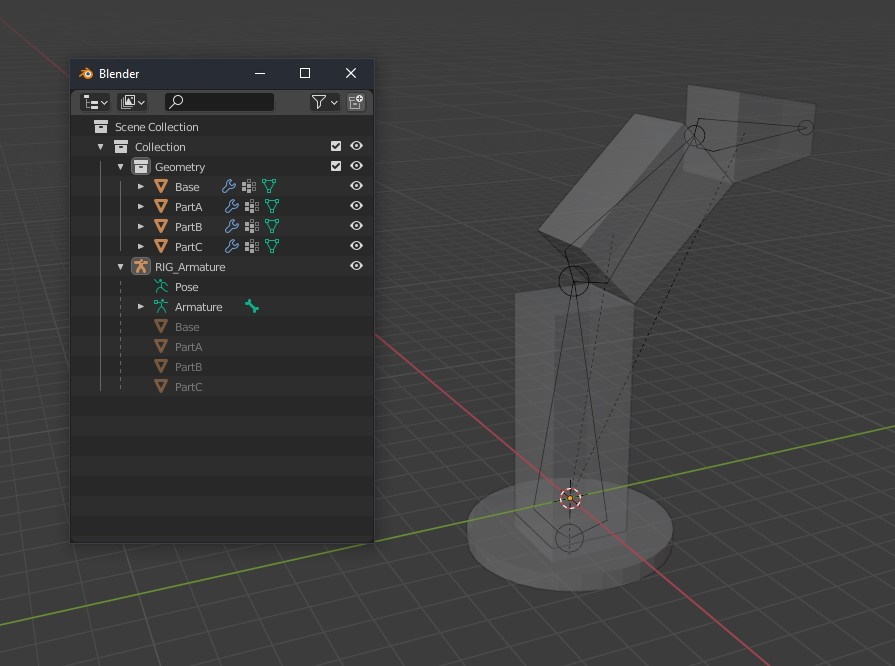 Blender
Scene Collection
Collection
Geometry
Base
PartA
PartB
PartC
RIG_Armature
Pose
Armature
Base
PartA
PartB
PartC